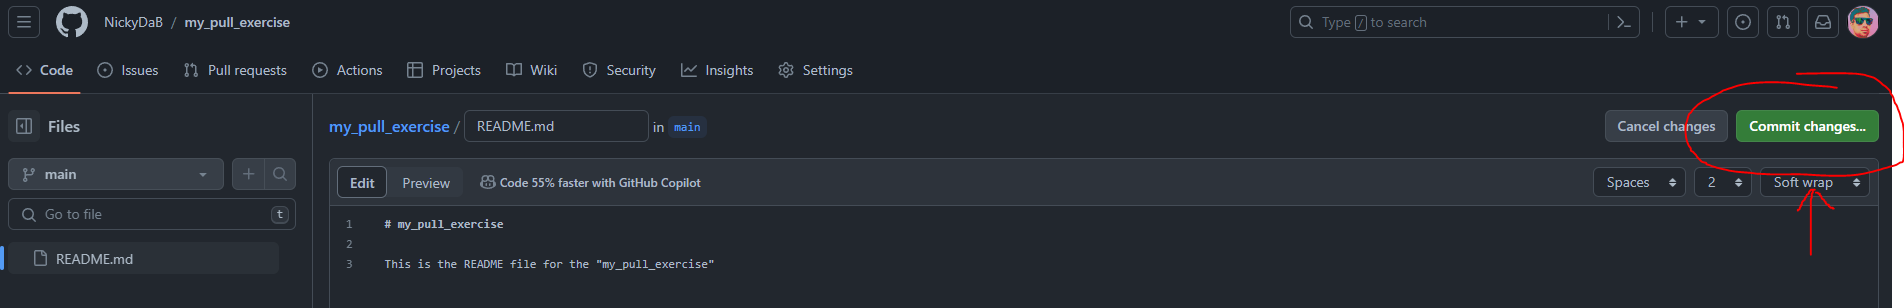 NickyDaB / my_pull_exercise
Type / to search
Code Issues Pull requests Actions Projects Wiki Security Insights Settings
Files
my_pull_exercise / README.md in main
Cancel changes Commit changes...
main
Edit Preview Code 55% faster with GitHub Copilot
Spaces 2 Soft wrap
Go to file t
README.md
1 # my_pull_exercise
2
3 This is the README file for the "my_pull_exercise"